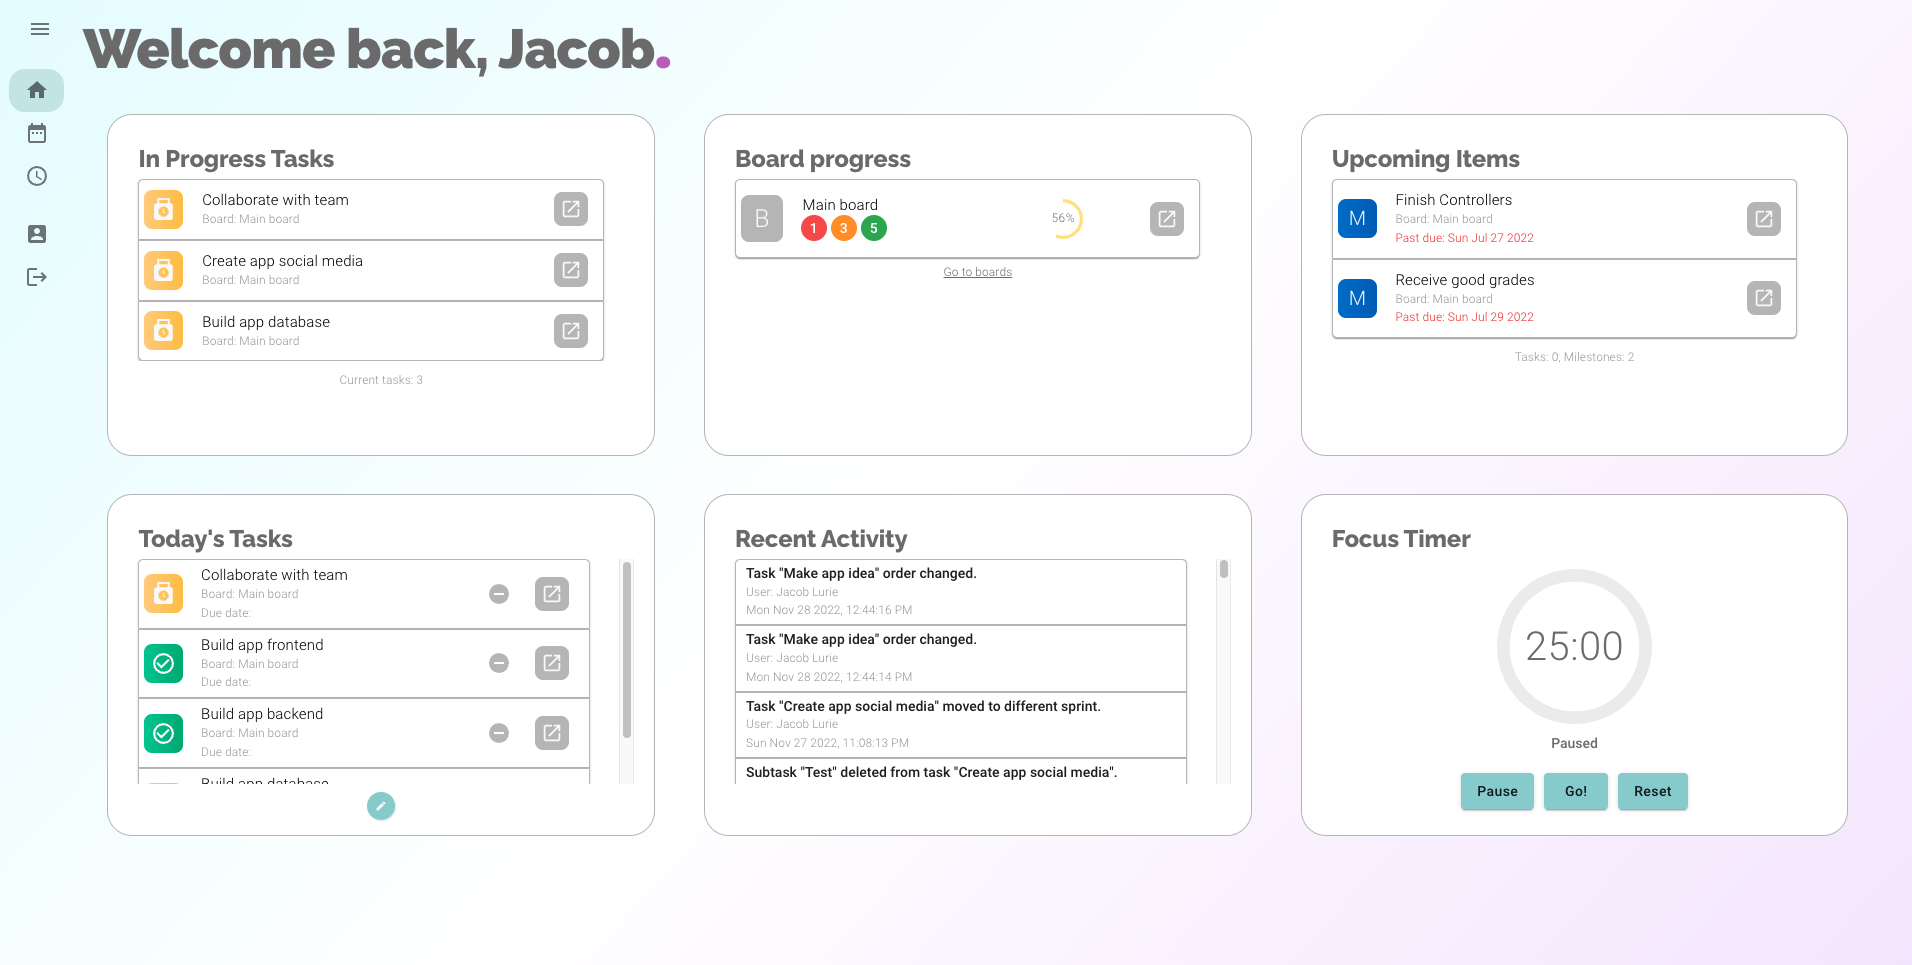 Welcome back, Jacob.
In Progress Tasks
Collaborate with team
Board: Main board
Create app social media
Board: Main board
Build app database
Board: Main board
Current tasks: 3
Board progress
B
Main board
1 3 5
56%
Go to boards
Upcoming Items
M
Finish Controllers
Board: Main board
Past due: Sun Jul 27 2022
M
Receive good grades
Board: Main board
Past due: Sun Jul 29 2022
Tasks: 0, Milestones: 2
Today's Tasks
Collaborate with team
Board: Main board
Due date:
Build app frontend
Board: Main board
Due date:
Build app backend
Board: Main board
Due date:
Build app database
Recent Activity
Task "Make app idea" order changed.
User: Jacob Lurie
Mon Nov 28 2022, 12:44:16 PM
Task "Make app idea" order changed.
User: Jacob Lurie
Mon Nov 28 2022, 12:44:14 PM
Task "Create app social media" moved to different sprint.
User: Jacob Lurie
Sun Nov 27 2022, 11:08:13 PM
Subtask "Test" deleted from task "Create app social media".
Focus Timer
25:00
Paused
Pause Go! Reset